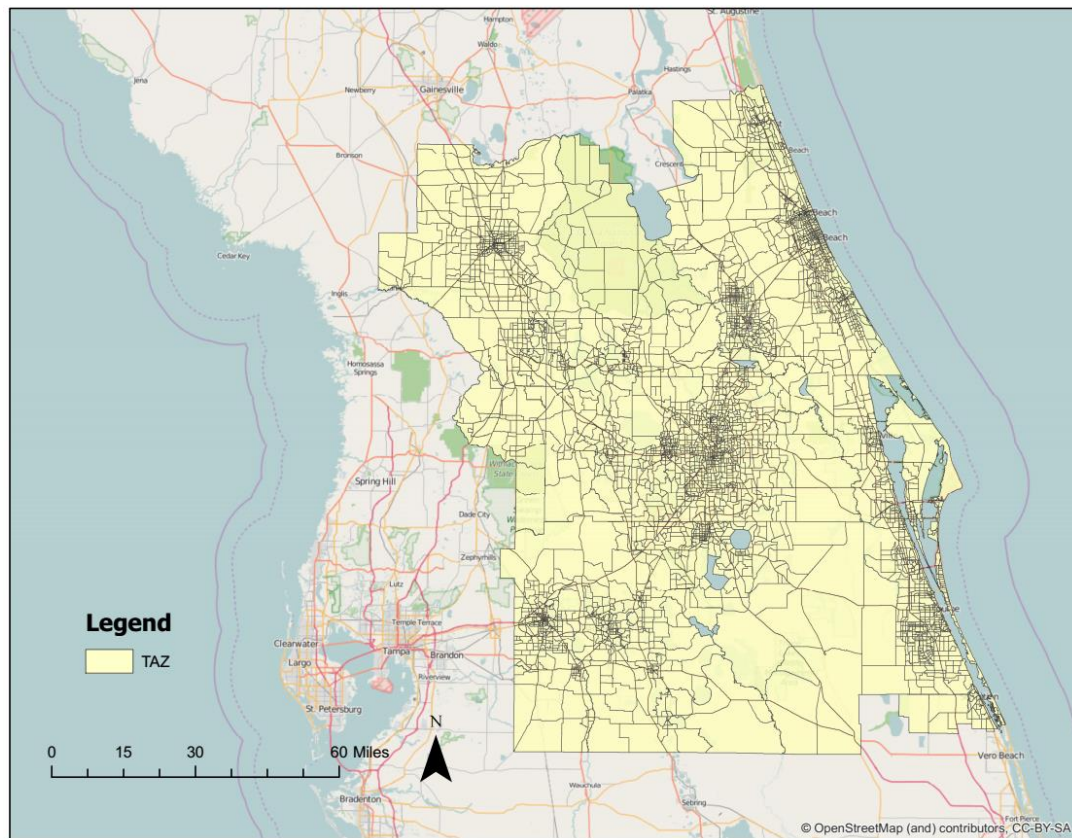 St. Augustine
Hampton
Waldo
Jena
Hastings
Newberry
Gainesville
Palatka
Bronson
Beach
Crescent
Beach
Beach
Cedar Key
Inglis
Homosassa
Springs
State
Spring Hill
Dade City
Zephyrhills
Lutz
Legend
Temple Terrace
TAZ
Clearwater
Tampa
Brandon
Largo
Riverview
St. Petersburg
N
0 15 30 60 Miles
Vero Beach
Wauchula
Bradenton
Sebring
Fort Pierce
© OpenStreetMap (and) contributors, CC-BY-SA